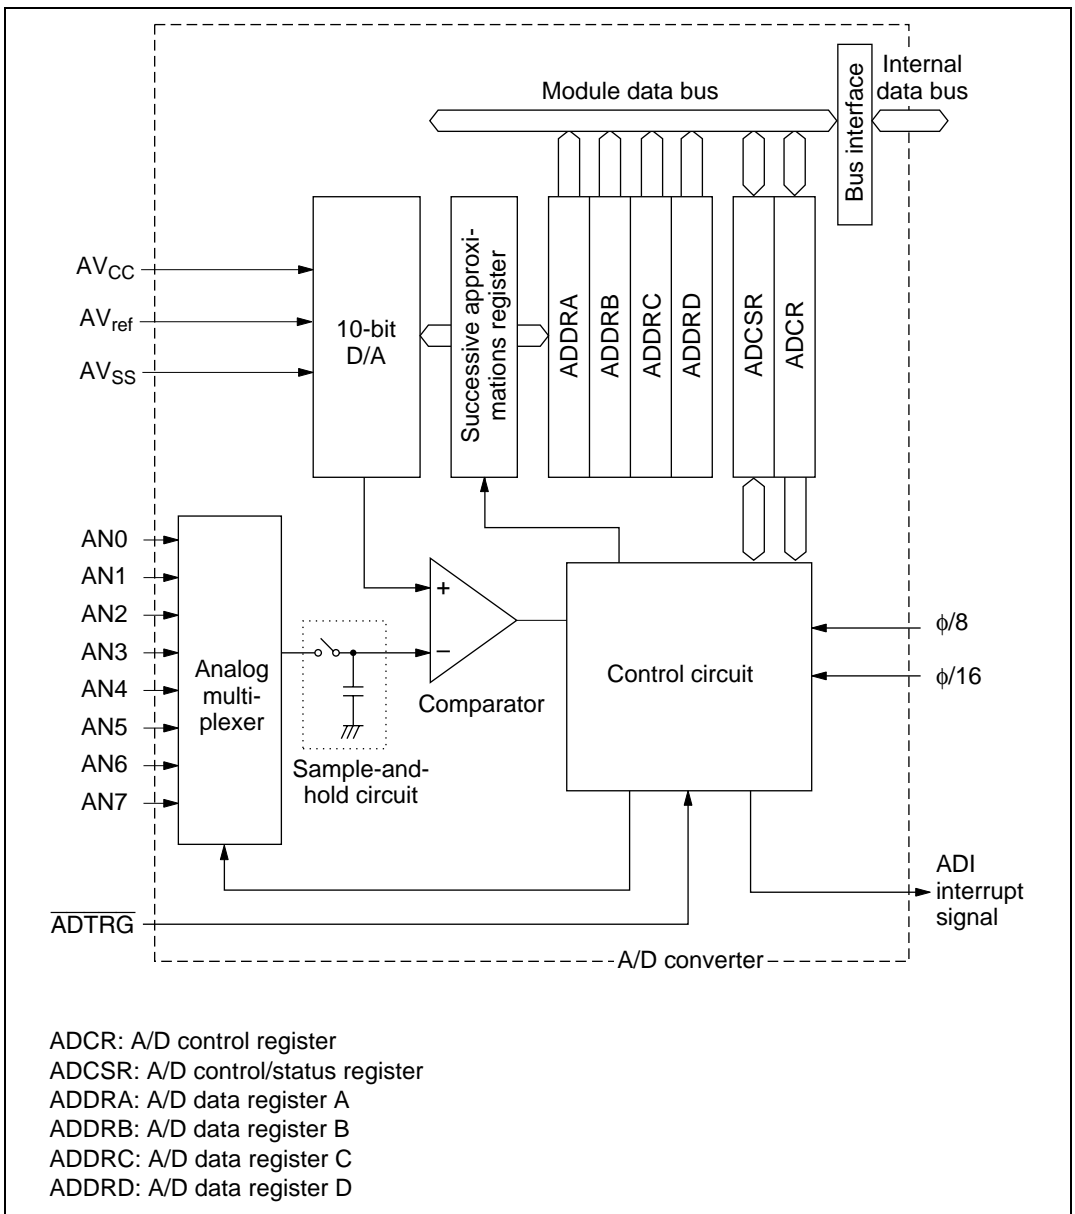 Module data bus
Internal
data bus
Bus interface
AVCC
AVref
AVSS
10-bit
D/A
Successive approxi-
mations register
ADDRA
ADDRB
ADDRC
ADDRD
ADCSR
ADCR
AN0
AN1
AN2
AN3
AN4
AN5
AN6
AN7
Analog
multi-
plexer
+
−
Comparator
Sample-and-
hold circuit
Control circuit
ϕ/8
ϕ/16
ADI
interrupt
signal
ADTRG
A/D converter
ADCR: A/D control register
ADCSR: A/D control/status register
ADDRA: A/D data register A
ADDRB: A/D data register B
ADDRC: A/D data register C
ADDRD: A/D data register D